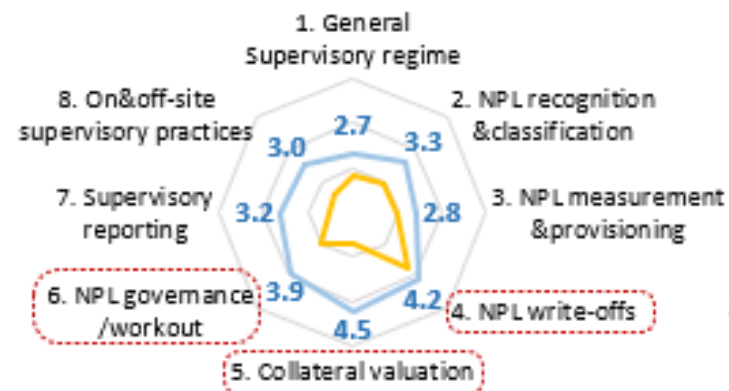 1. General
Supervisory regime
8. On&off-site
supervisory practices
2. NPL recognition
&classification
2.7
3.0
3.3
7. Supervisory
reporting
3.2
2.8
3. NPL measurement
&provisioning
6. NPL governance
/workout
3.9
4.2
4. NPL write-offs
4.5
5. Collateral valuation